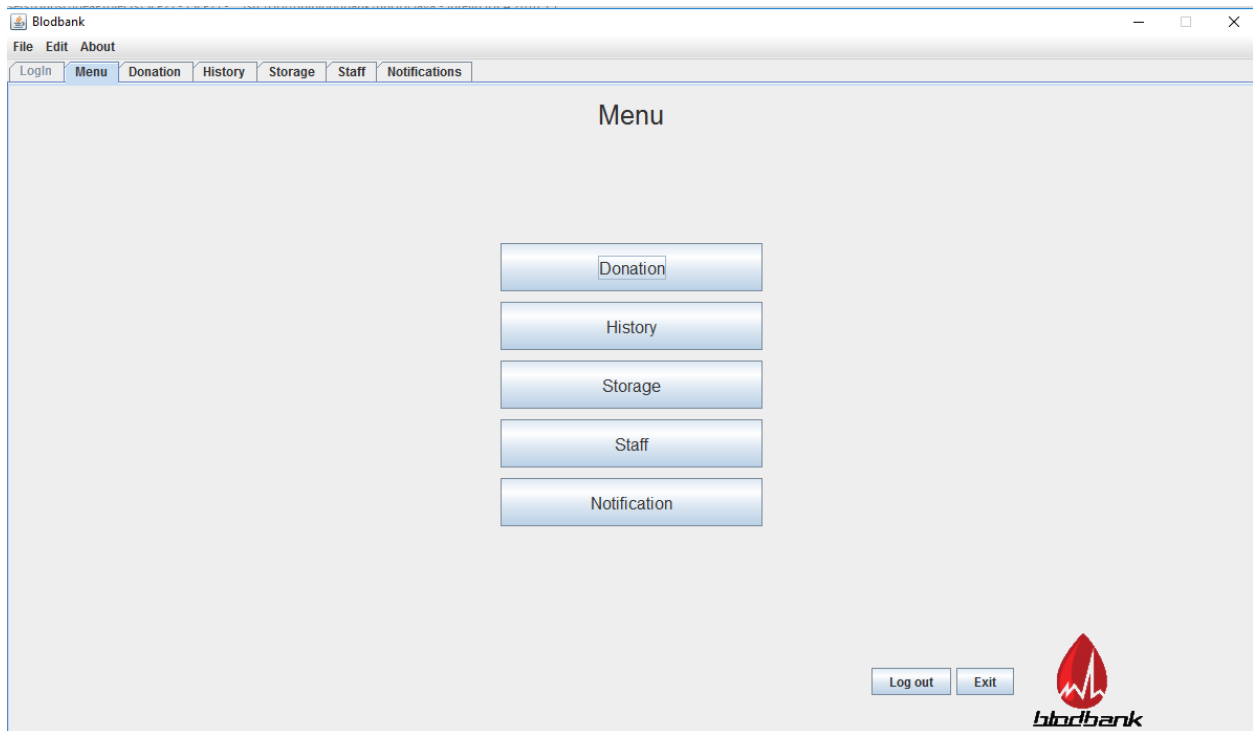 Blodbank
File Edit About
LogIn Menu Donation History Storage Staff Notifications
Menu
Donation
History
Storage
Staff
Notification
Log out Exit
blodbank